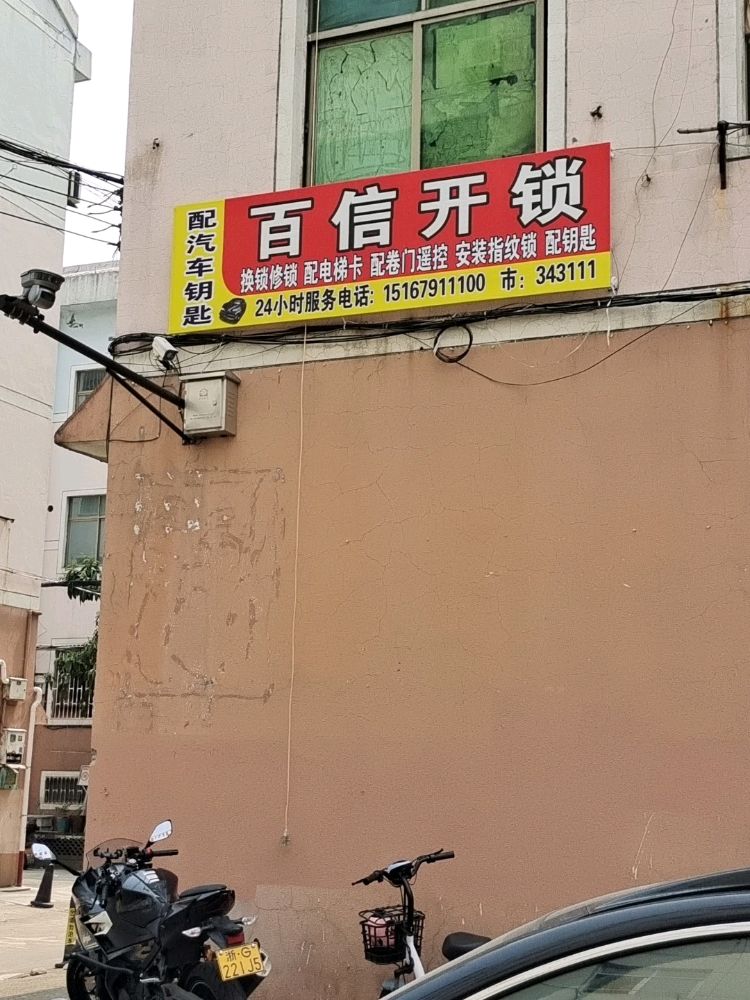 配汽车钥匙
百信开锁
换锁修锁 配电梯卡 配卷门遥控 安装指纹锁 配钥匙
24小时服务电话: 15167911100 市: 343111
浙·G
221J5